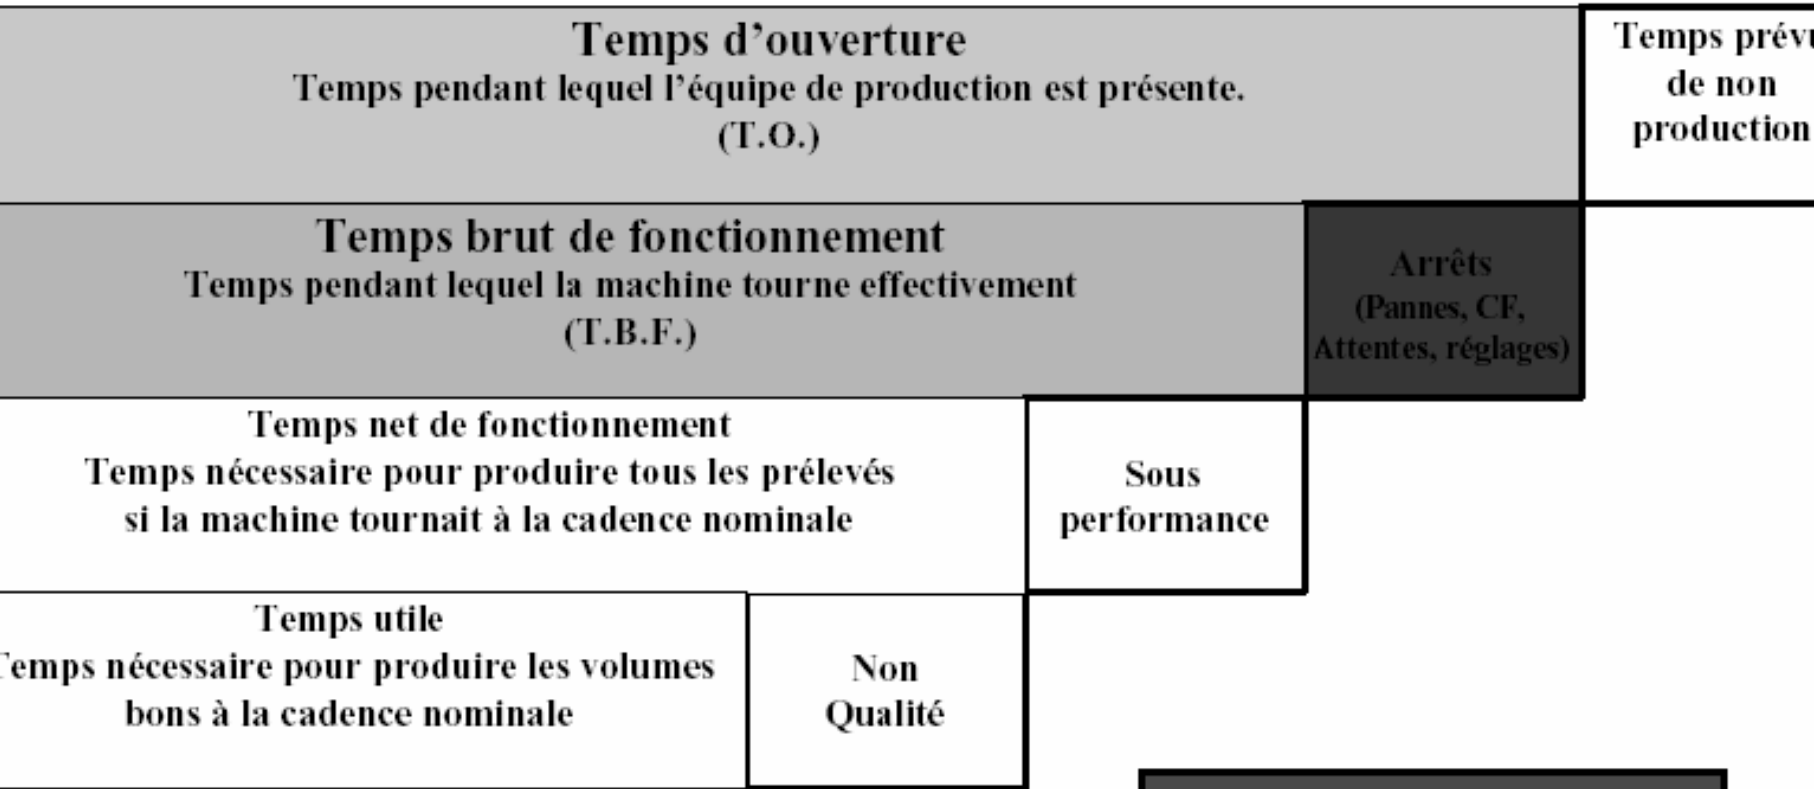 Temps d’ouverture
Temps pendant lequel l’équipe de production est présente.
(T.O.)
Temps prévu
de non
production
Temps brut de fonctionnement
Temps pendant lequel la machine tourne effectivement
(T.B.F.)
Arrêts
(Pannes, CF,
Attentes, réglages)
Temps net de fonctionnement
Temps nécessaire pour produire tous les prélevés
si la machine tournait à la cadence nominale
Sous
performance
Temps utile
Temps nécessaire pour produire les volumes
bons à la cadence nominale
Non
Qualité